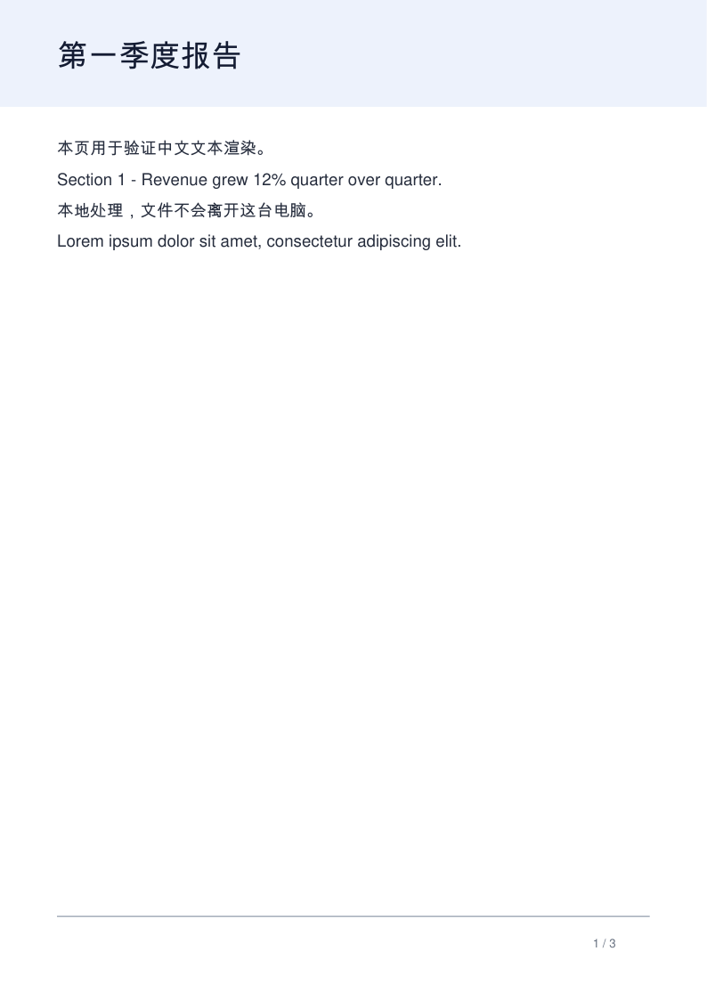 第一季度报告
本页用于验证中文文本渲染。
Section 1 - Revenue grew 12% quarter over quarter.
本地处理，文件不会离开这台电脑。
Lorem ipsum dolor sit amet, consectetur adipiscing elit.
1 / 3